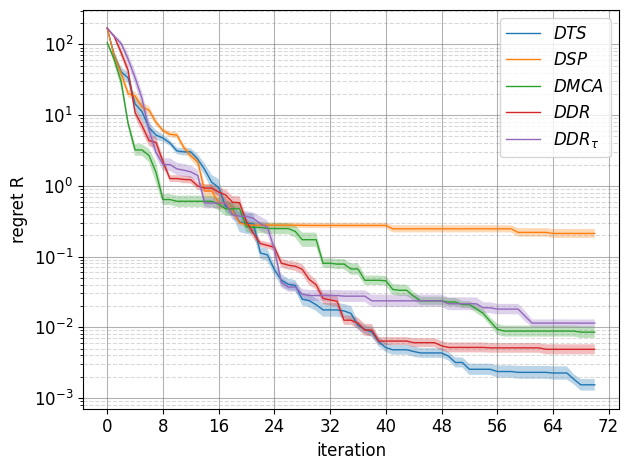 regret R
10²
10¹
10⁰
10⁻¹
10⁻²
10⁻³
DTS
DSP
DMCA
DDR
DDR_τ
0 8 16 24 32 40 48 56 64 72
iteration